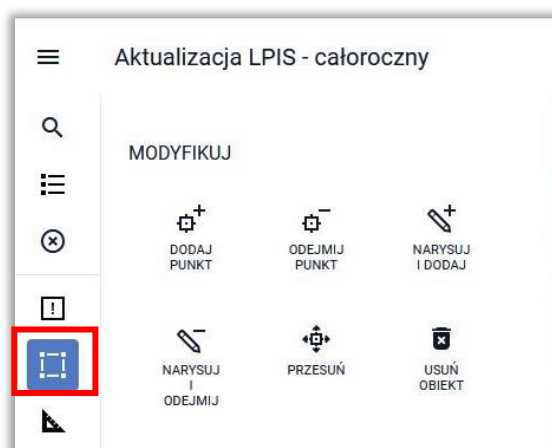 Aktualizacja LPIS - całoroczny
MODYFIKUJ
DODAJ
PUNKT
ODEJMIJ
PUNKT
NARYSUJ
I DODAJ
NARYSUJ
I
ODEJMIJ
PRZESUŃ
USUŃ
OBIEKT